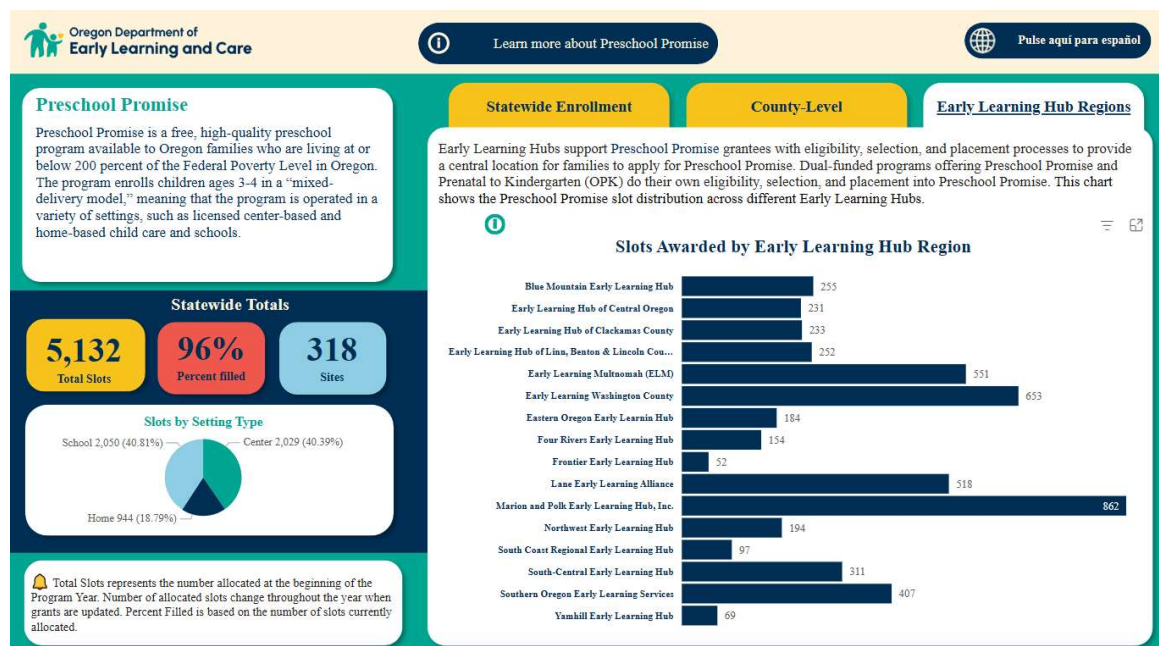 Oregon Department of
Early Learning and Care
Learn more about Preschool Promise
Pulse aquí para español
Preschool Promise
Preschool Promise is a free, high-quality preschool
program available to Oregon families who are living at or
below 200 percent of the Federal Poverty Level in Oregon.
The program enrolls children ages 3-4 in a “mixed-
delivery model,” meaning that the program is operated in a
variety of settings, such as licensed center-based and
home-based child care and schools.
Statewide Totals
5,132
Total Slots
96%
Percent filled
318
Sites
Slots by Setting Type
School 2,050 (40.81%)
Center 2,029 (40.39%)
Home 944 (18.79%)
Total Slots represents the number allocated at the beginning of the
Program Year. Number of allocated slots change throughout the year when
grants are updated. Percent Filled is based on the number of slots currently
allocated.
Statewide Enrollment
County-Level
Early Learning Hub Regions
Early Learning Hubs support Preschool Promise grantees with eligibility, selection, and placement processes to provide
a central location for families to apply for Preschool Promise. Dual-funded programs offering Preschool Promise and
Prenatal to Kindergarten (OPK) do their own eligibility, selection, and placement into Preschool Promise. This chart
shows the Preschool Promise slot distribution across different Early Learning Hubs.
Slots Awarded by Early Learning Hub Region
Blue Mountain Early Learning Hub 255
Early Learning Hub of Central Oregon 231
Early Learning Hub of Clackamas County 233
Early Learning Hub of Linn, Benton & Lincoln Cou... 252
Early Learning Multnomah (ELM) 551
Early Learning Washington County 653
Eastern Oregon Early Learnin Hub 184
Four Rivers Early Learning Hub 154
Frontier Early Learning Hub 52
Lane Early Learning Alliance 518
Marion and Polk Early Learning Hub, Inc. 862
Northwest Early Learning Hub 194
South Coast Regional Early Learning Hub 97
South-Central Early Learning Hub 311
Southern Oregon Early Learning Services 407
Yamhill Early Learning Hub 69